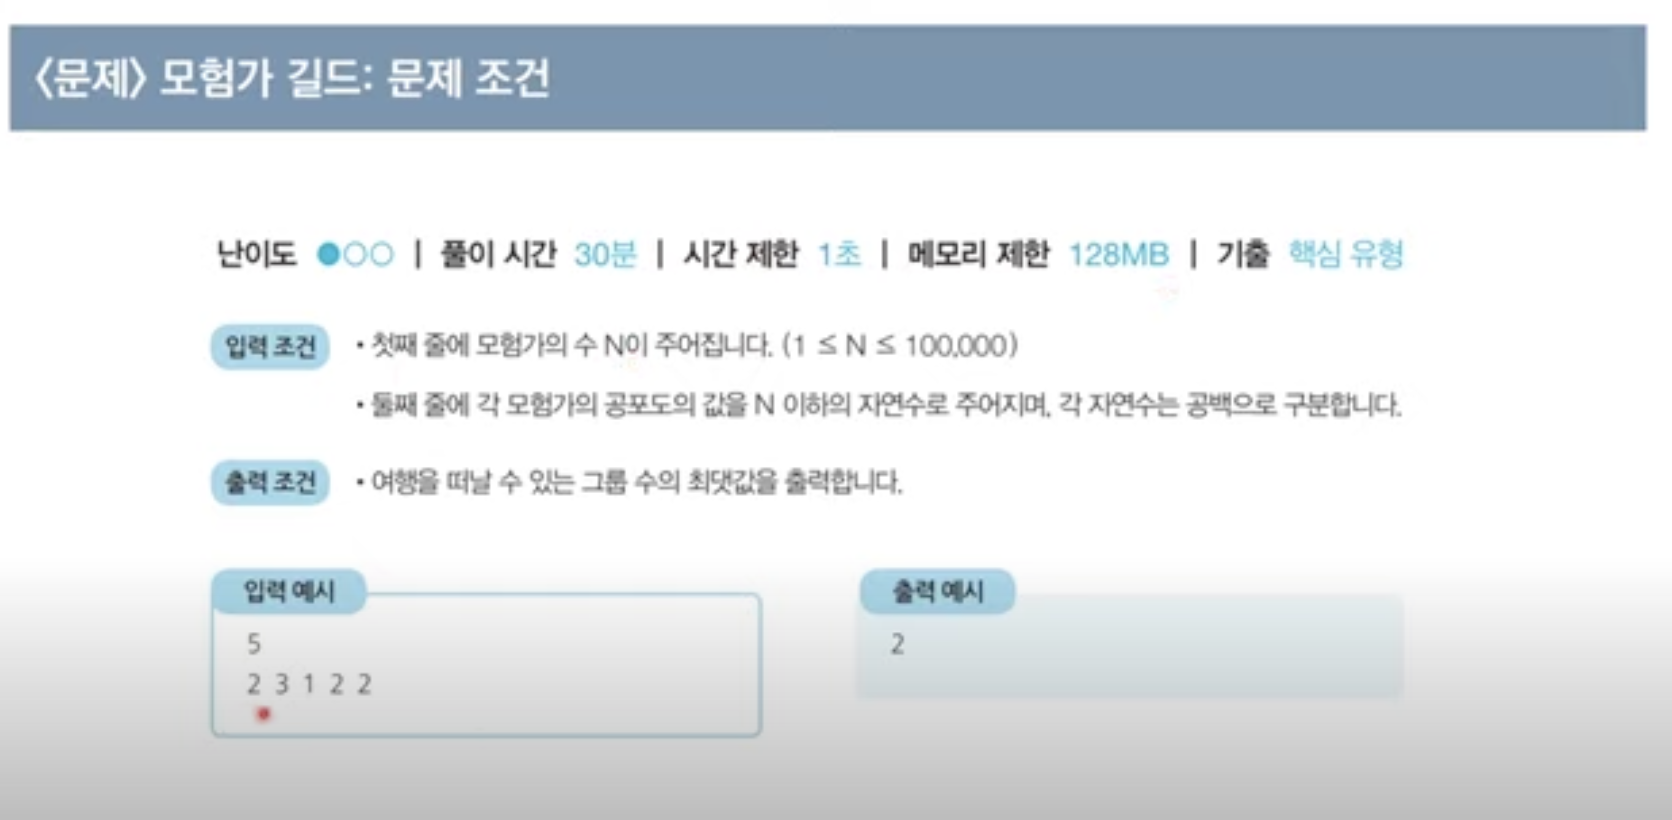 <문제> 모험가 길드: 문제 조건
난이도 ●○○ | 풀이 시간 30분 | 시간 제한 1초 | 메모리 제한 128MB | 기출 핵심 유형
입력 조건 • 첫째 줄에 모험가의 수 N이 주어집니다. (1 ≤ N ≤ 100,000)
• 둘째 줄에 각 모험가의 공포도의 값을 N 이하의 자연수로 주어지며, 각 자연수는 공백으로 구분합니다.
출력 조건 • 여행을 떠날 수 있는 그룹 수의 최댓값을 출력합니다.
입력 예시
5
2 3 1 2 2
출력 예시
2